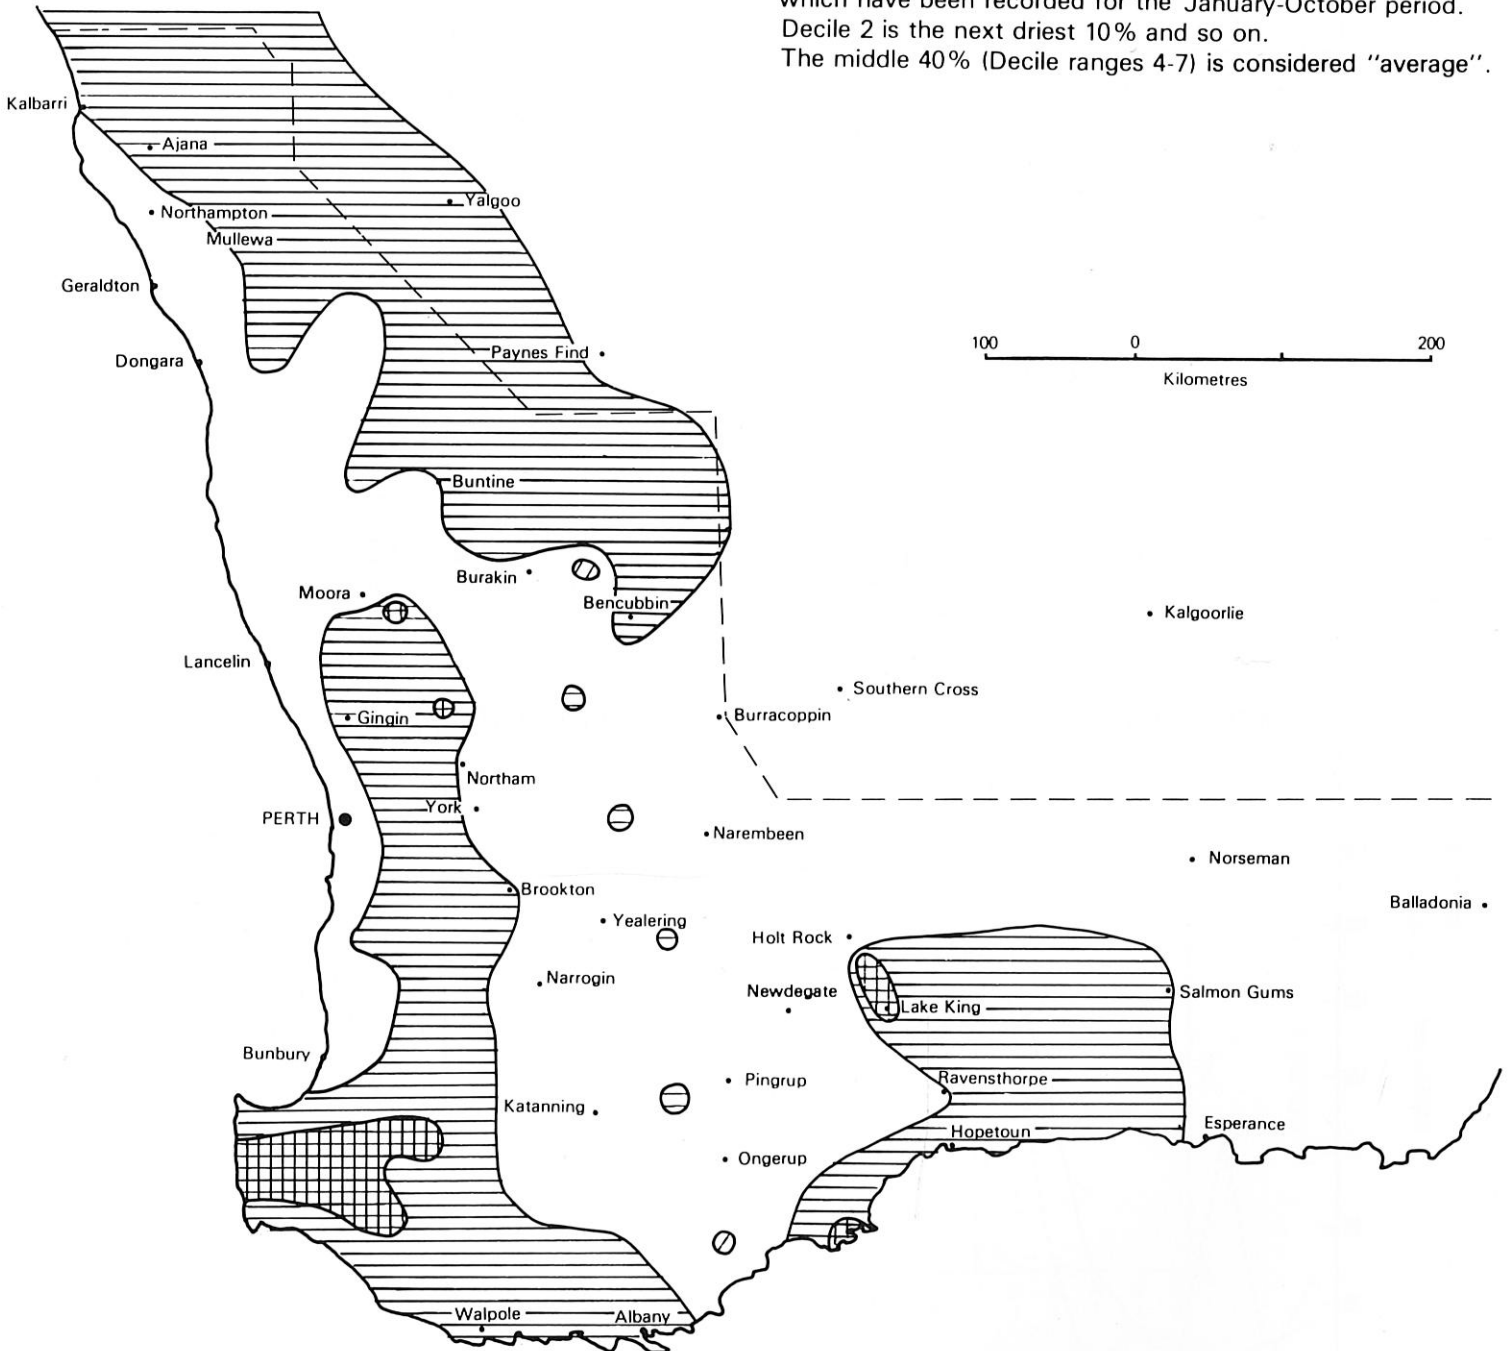 which have been recorded for the January-October period.
Decile 2 is the next driest 10% and so on.
The middle 40% (Decile ranges 4-7) is considered "average".
Kalbarri
Ajana
Yalgoo
Northampton
Mullewa
Geraldton
Paynes Find
Dongara
100 0 200
Kilometres
Buntine
Burakin
Moora
Bencubbin
Kalgoorlie
Lancelin
Southern Cross
Gingin
Burracoppin
Northam
York
PERTH
Narembeen
Norseman
Brookton
Balladonia
Yealering
Holt Rock
Narrogin
Newdegate
Salmon Gums
Lake King
Bunbury
Pingrup
Ravensthorpe
Katanning
Esperance
Hopetoun
Ongerup
Walpole
Albany